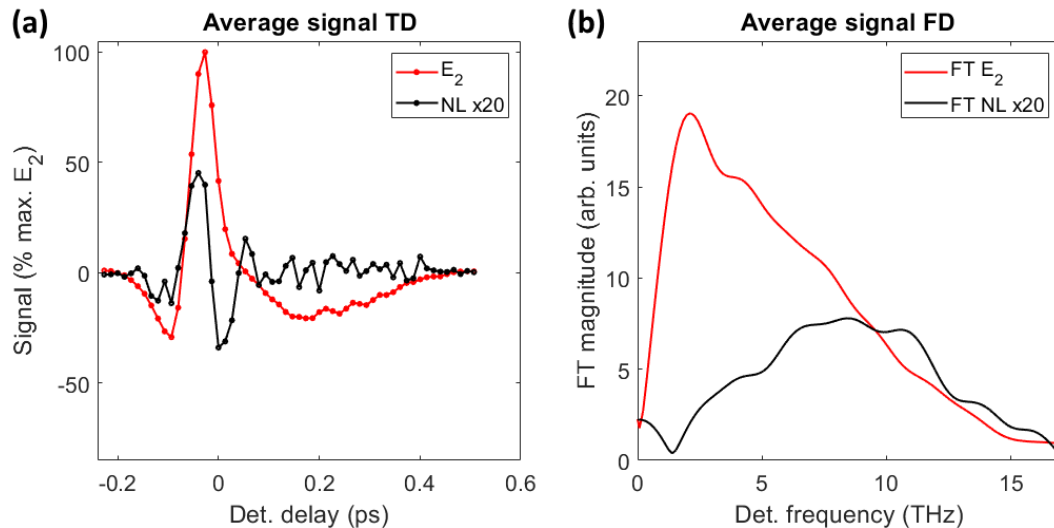 (a)
Average signal TD
Signal (% max. E₂)
100
50
0
-50
-0.2
0
0.2
0.4
0.6
Det. delay (ps)
E₂
NL x20
(b)
Average signal FD
FT magnitude (arb. units)
20
15
10
5
0
0
5
10
15
Det. frequency (THz)
FT E₂
FT NL x20